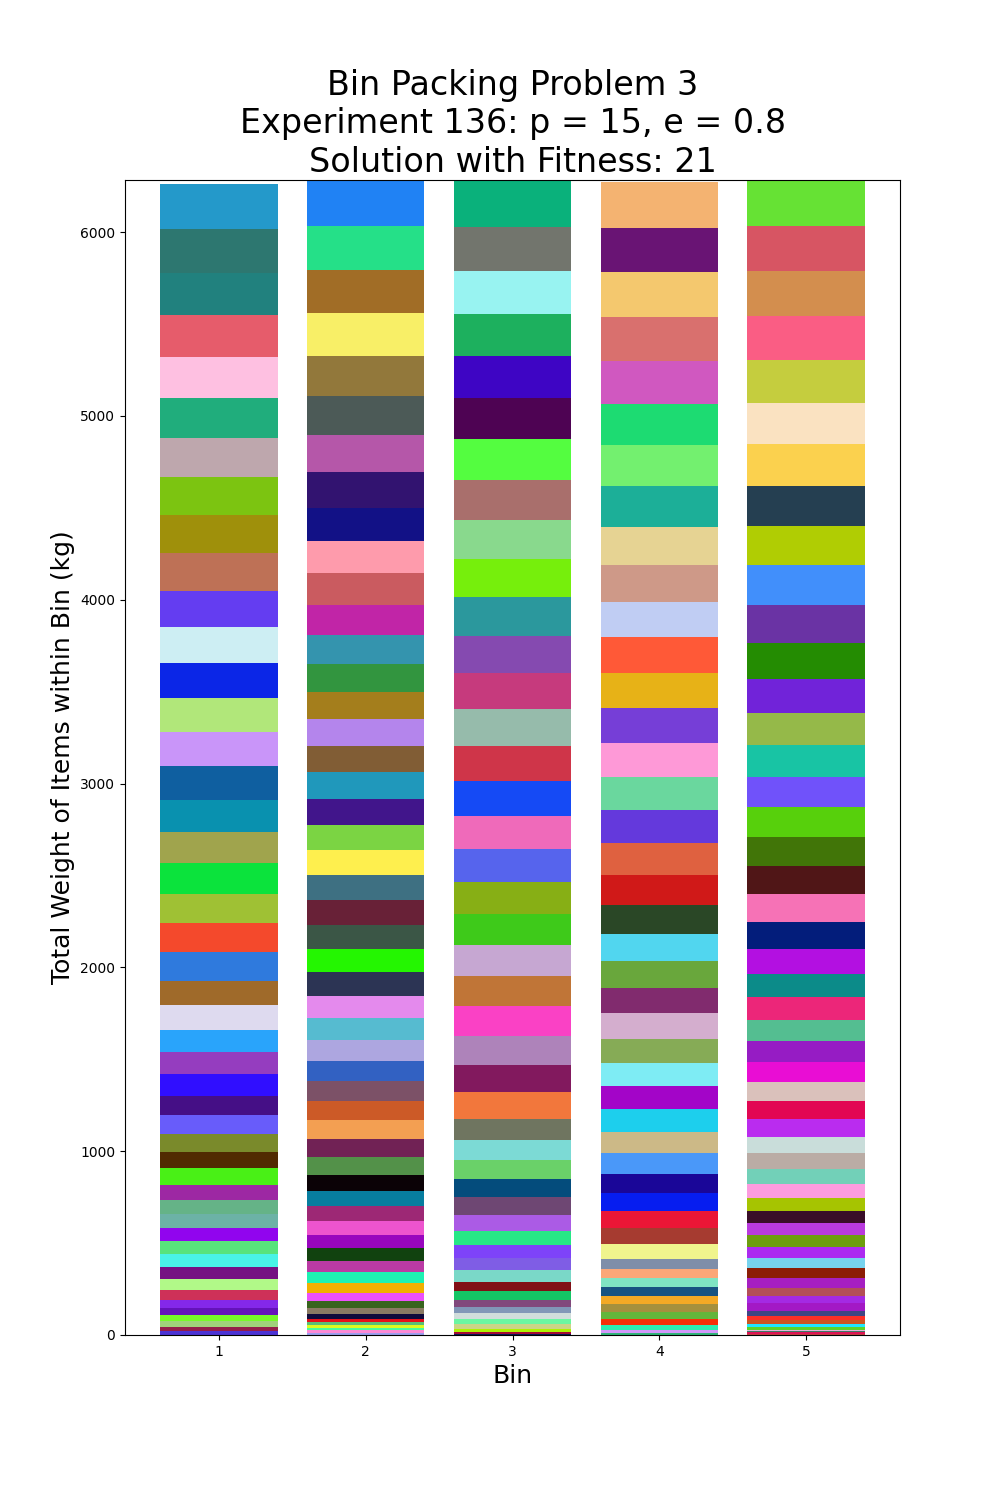 Bin Packing Problem 3
Experiment 136: p = 15, e = 0.8
Solution with Fitness: 21
6000
5000
4000
3000
2000
1000
0
Total Weight of Items within Bin (kg)
1 2 3 4 5
Bin